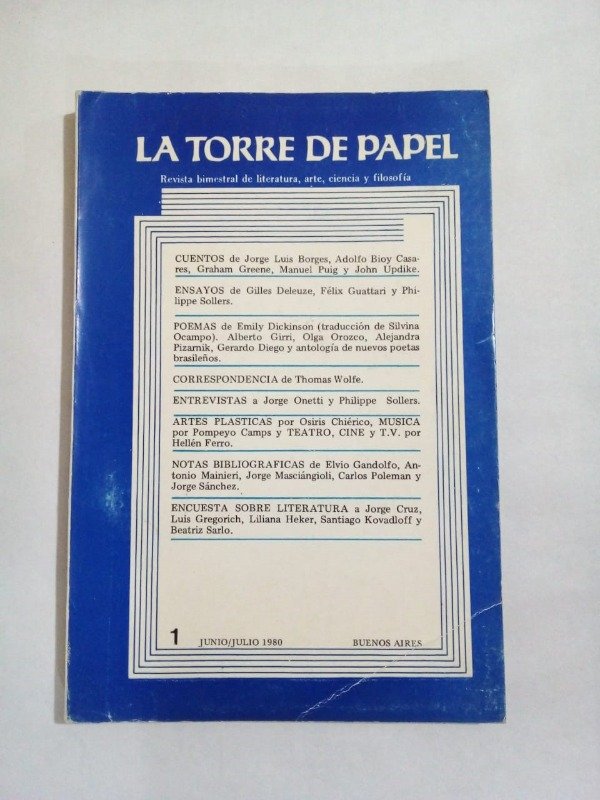 LA TORRE DE PAPEL
Revista bimestral de literatura, arte, ciencia y filosofía
CUENTOS de Jorge Luis Borges, Adolfo Bioy Casa-
res, Graham Greene, Manuel Puig y John Updike.
ENSAYOS de Gilles Deleuze, Félix Guattari y Phi-
lippe Sollers.
POEMAS de Emily Dickinson (traducción de Silvina
Ocampo). Alberto Girri, Olga Orozco, Alejandra
Pizarnik, Gerardo Diego y antología de nuevos poetas
brasileños.
CORRESPONDENCIA de Thomas Wolfe.
ENTREVISTAS a Jorge Onetti y Philippe Sollers.
ARTES PLASTICAS por Osiris Chiérico, MUSICA
por Pompeyo Camps y TEATRO, CINE y T.V. por
Hellén Ferro.
NOTAS BIBLIOGRAFICAS de Elvio Gandolfo, An-
tonio Mainieri, Jorge Masciángioli, Carlos Poleman y
Jorge Sánchez.
ENCUESTA SOBRE LITERATURA a Jorge Cruz,
Luis Gregorich, Liliana Heker, Santiago Kovadloff y
Beatriz Sarlo.
1 JUNIO/JULIO 1980 BUENOS AIRES